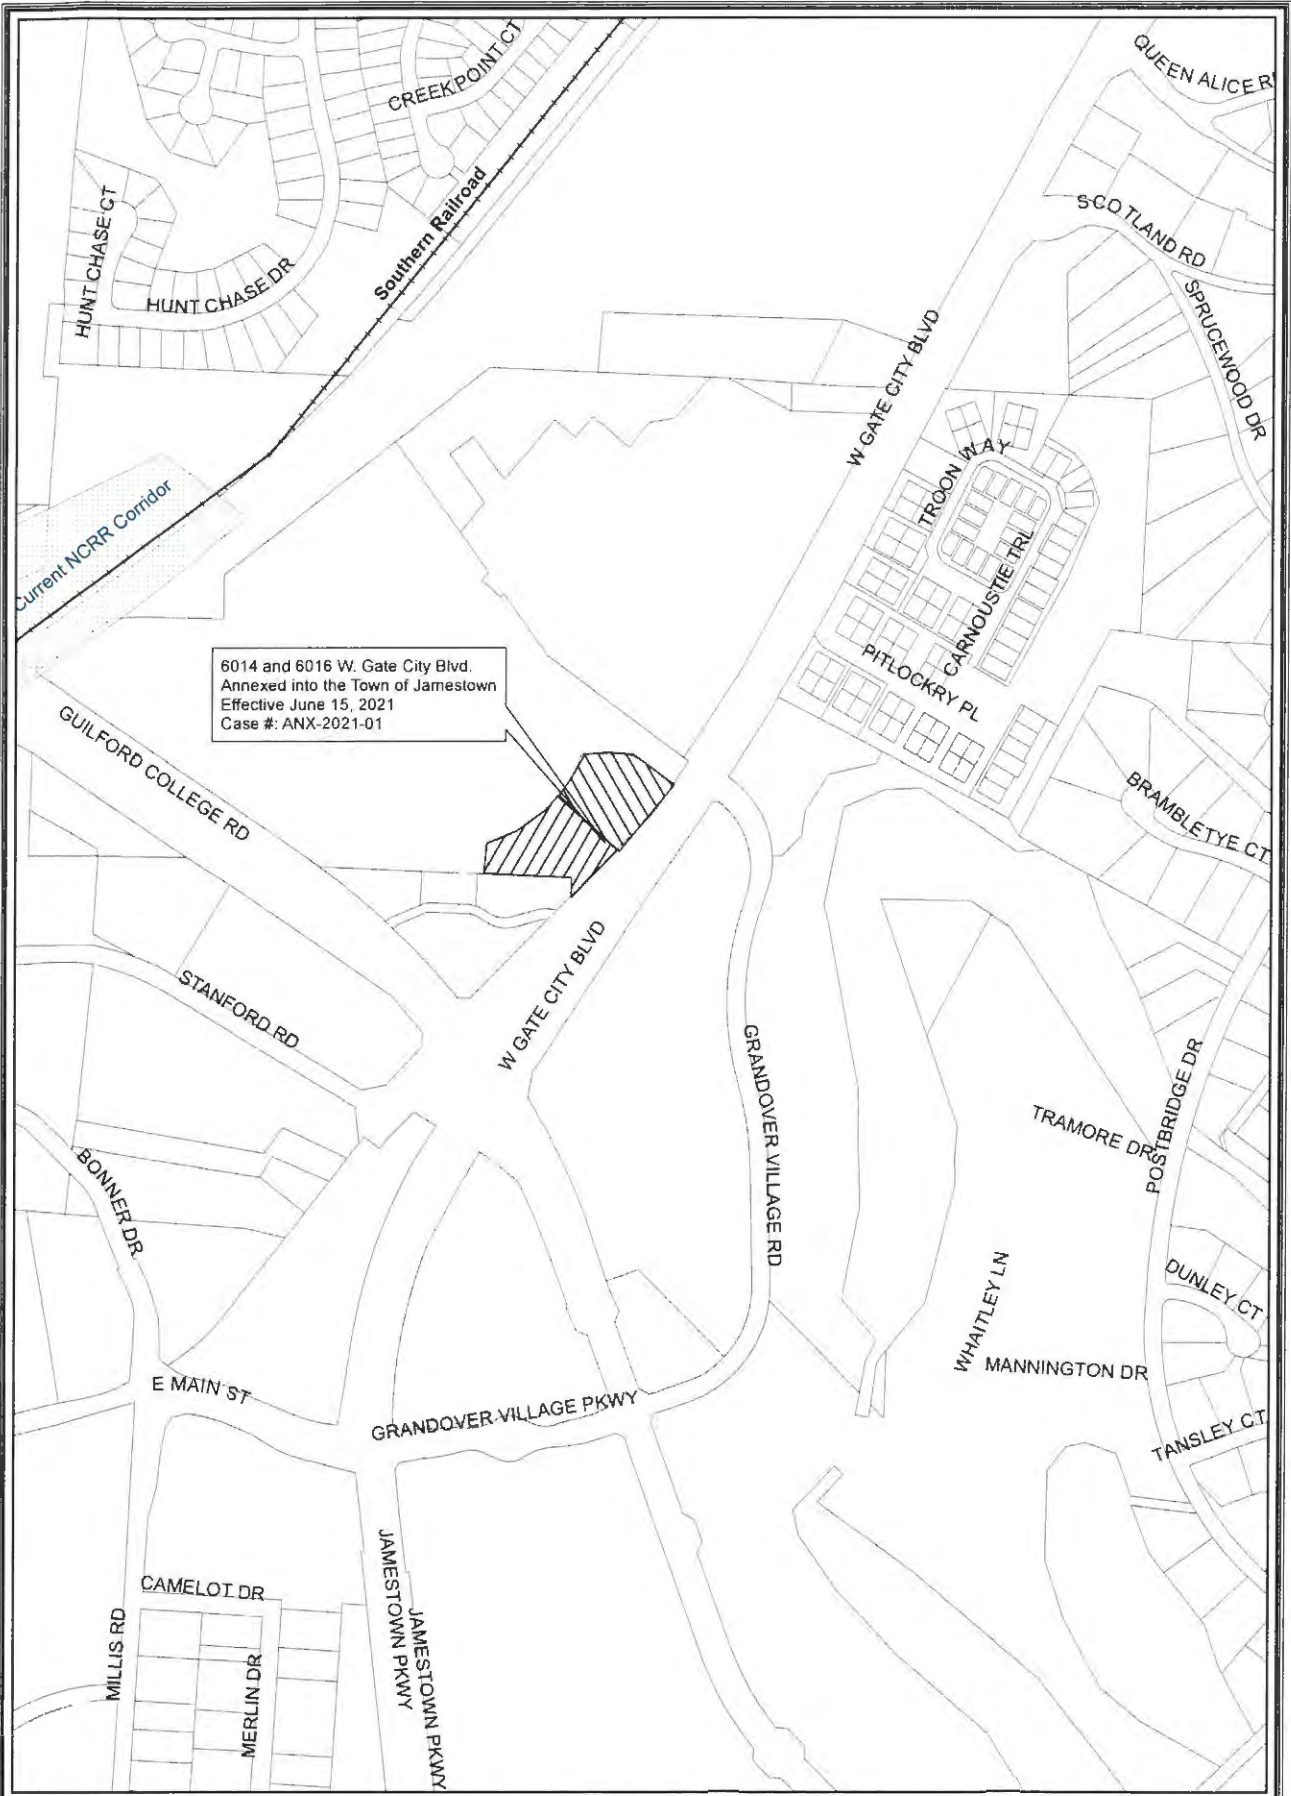 CREEKPOINT CT
QUEEN ALICE R
HUNT CHASE CT
Southern Railroad
SCOTLAND RD
HUNT CHASE DR
SPRUCEWOOD DR
W GATE CITY BLVD
TROON WAY
Current NCRR Corridor
CARNOUSTIE TRL
PITLOCKRY PL
6014 and 6016 W. Gate City Blvd.
Annexed into the Town of Jamestown
Effective June 15, 2021
Case #: ANX-2021-01
GUILFORD COLLEGE RD
BRAMBLETYE CT
W GATE CITY BLVD
STANFORD RD
GRANDOVER VILLAGE RD
POSTBRIDGE DR
TRAMORE DR
BONNER DR
DUNLEY CT
WHAITLEY LN
MANNINGTON DR
E MAIN ST
GRANDOVER VILLAGE PKWY
TANSLEY CT
JAMESTOWN PKWY
JAMESTOWN PKWY
CAMELOT DR
MILLIS RD
MERLIN DR